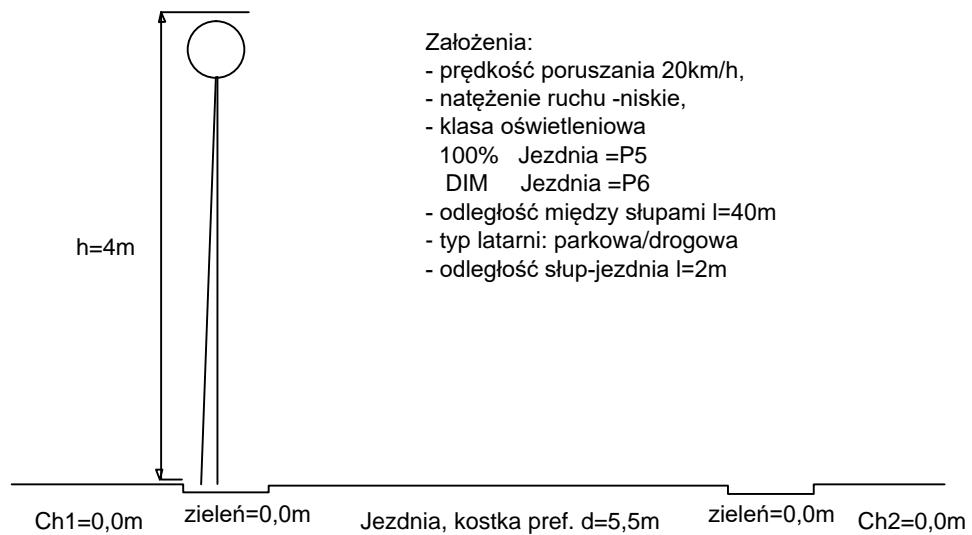 Założenia:
- prędkość poruszania 20km/h,
- natężenie ruchu -niskie,
- klasa oświetleniowa
100% Jezdnia =P5
DIM Jezdnia =P6
- odległość między słupami l=40m
- typ latarni: parkowa/drogowa
- odległość słup-jezdnia l=2m
h=4m
Ch1=0,0m
zieleń=0,0m
Jezdnia, kostka pref. d=5,5m
zieleń=0,0m
Ch2=0,0m